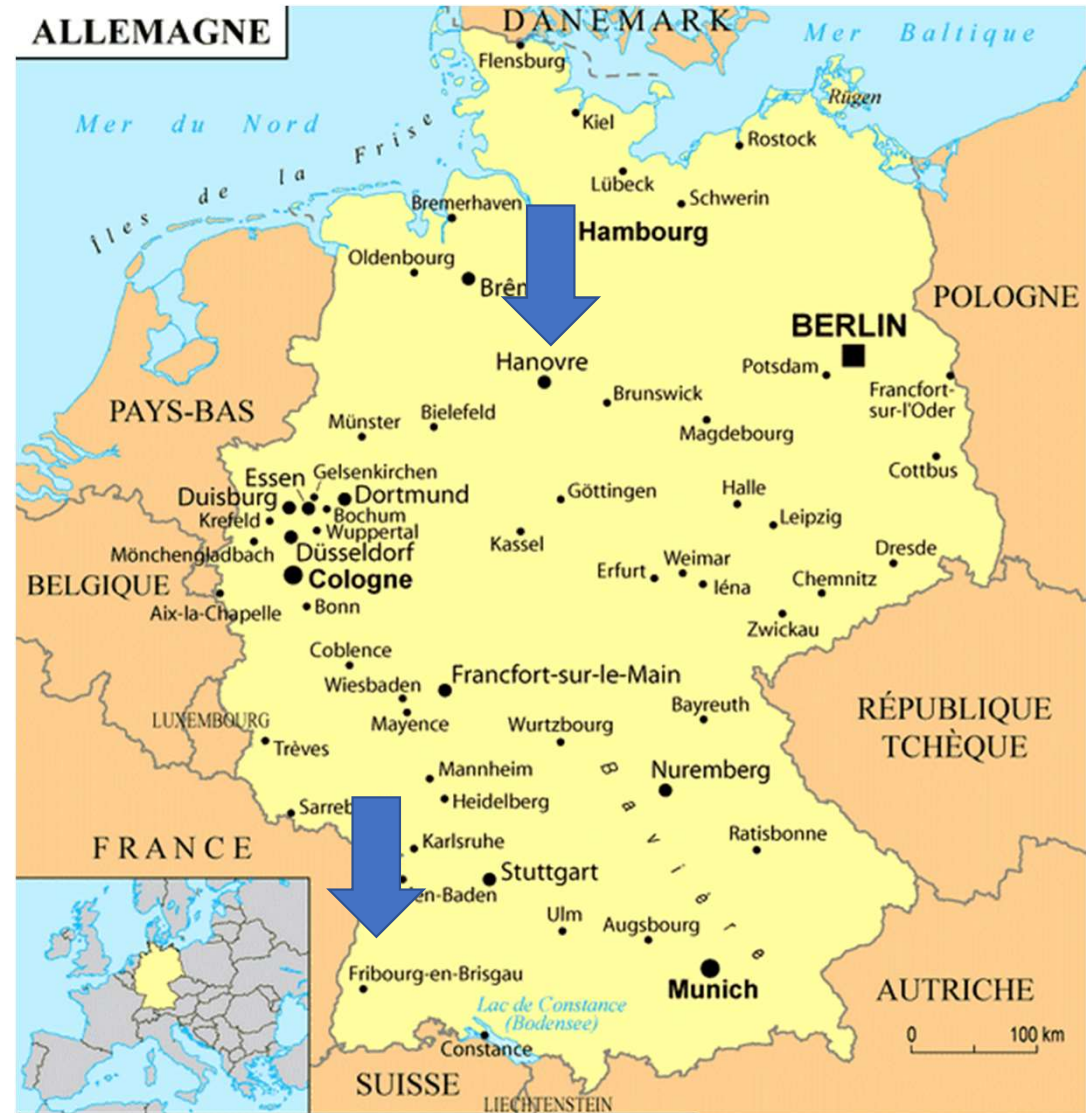 ALLEMAGNE
DANEMARK
Mer Baltique
Flensburg
Mer du Nord
Rügen
Kiel
Îles de la Frise
Rostock
Lübeck
Schwerin
Bremerhaven
Hambourg
Oldenbourg
POLOGNE
BERLIN
Hanovre
Potsdam
Francfort-
sur-l'Oder
Brunswick
PAYS-BAS
Bielefeld
Münster
Magdebourg
Cottbus
Gelsenkirchen
Essen
Duisburg
Dortmund
Göttingen
Halle
Krefeld
Bochum
Leipzig
Wuppertal
Kassel
Mönchengladbach
Düsseldorf
Dresde
Weimar
Erfurt
Cologne
Chemnitz
Iéna
BELGIQUE
Bonn
Aix-la-Chapelle
Zwickau
Coblence
Francfort-sur-le-Main
Wiesbaden
Bayreuth
RÉPUBLIQUE
TCHÈQUE
LUXEMBOURG
Mayence
Wurtzbourg
Trèves
Bavière
Mannheim
Nuremberg
Heidelberg
Ratisbonne
FRANCE
Karlsruhe
Stuttgart
Ulm
Augsbourg
Fribourg-en-Brisgau
Munich
AUTRICHE
Lac de Constance
(Bodensee)
0 100 km
Constance
SUISSE
LIECHTENSTEIN